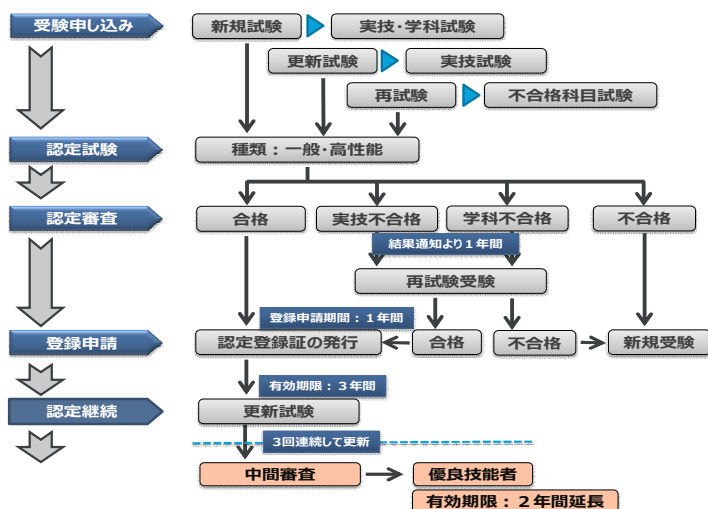 受験申し込み
新規試験
実技・学科試験
更新試験
実技試験
再試験
不合格科目試験
認定試験
種類：一般・高性能
認定審査
合格
実技不合格
学科不合格
不合格
結果通知より１年間
再試験受験
登録申請期間：１年間
登録申請
認定登録証の発行
合格
不合格
新規受験
有効期限：３年間
認定継続
更新試験
3回連続して更新
中間審査
優良技能者
有効期限：２年間延長